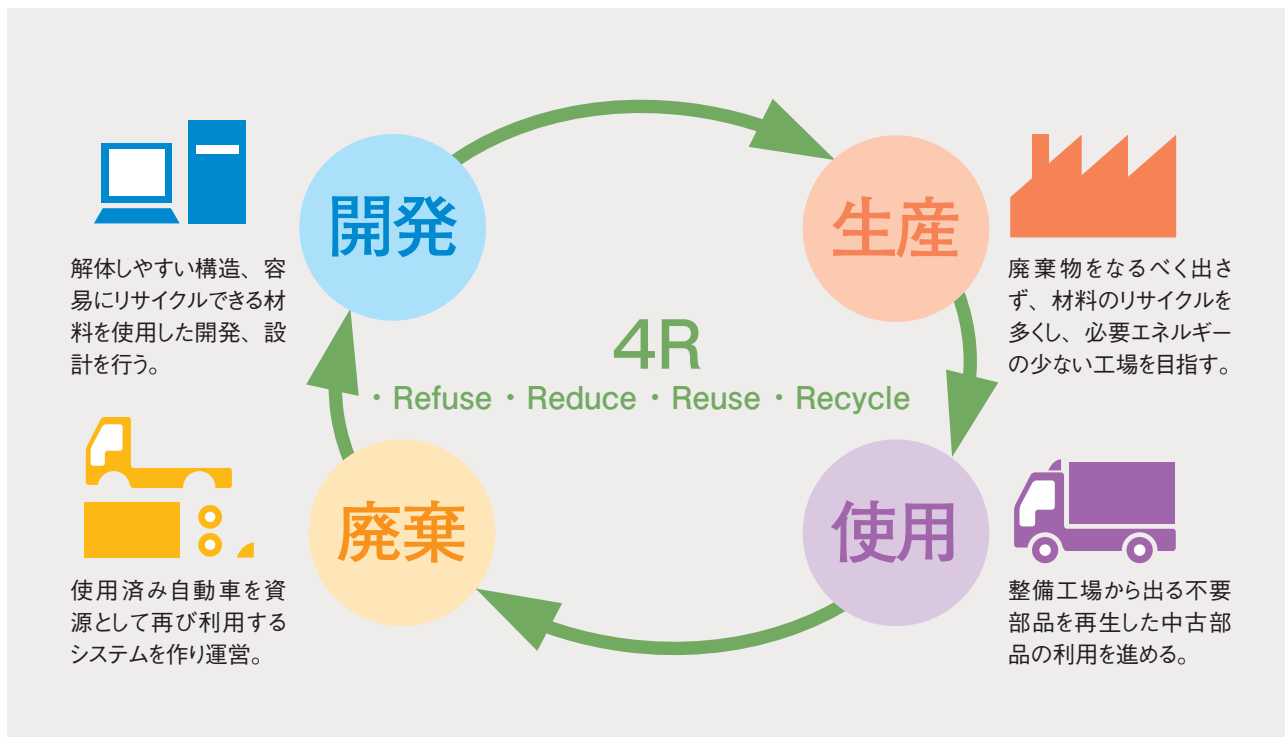 開発
解体しやすい構造、容
易にリサイクルできる材
料を使用した開発、設
計を行う。
生産
廃棄物をなるべく出さ
ず、材料のリサイクルを
多くし、必要エネルギー
の少ない工場を目指す。
4R
・Refuse・Reduce・Reuse・Recycle
廃棄
使用済み自動車を資
源として再び利用する
システムを作り運営。
使用
整備工場から出る不要
部品を再生した中古部
品の利用を進める。